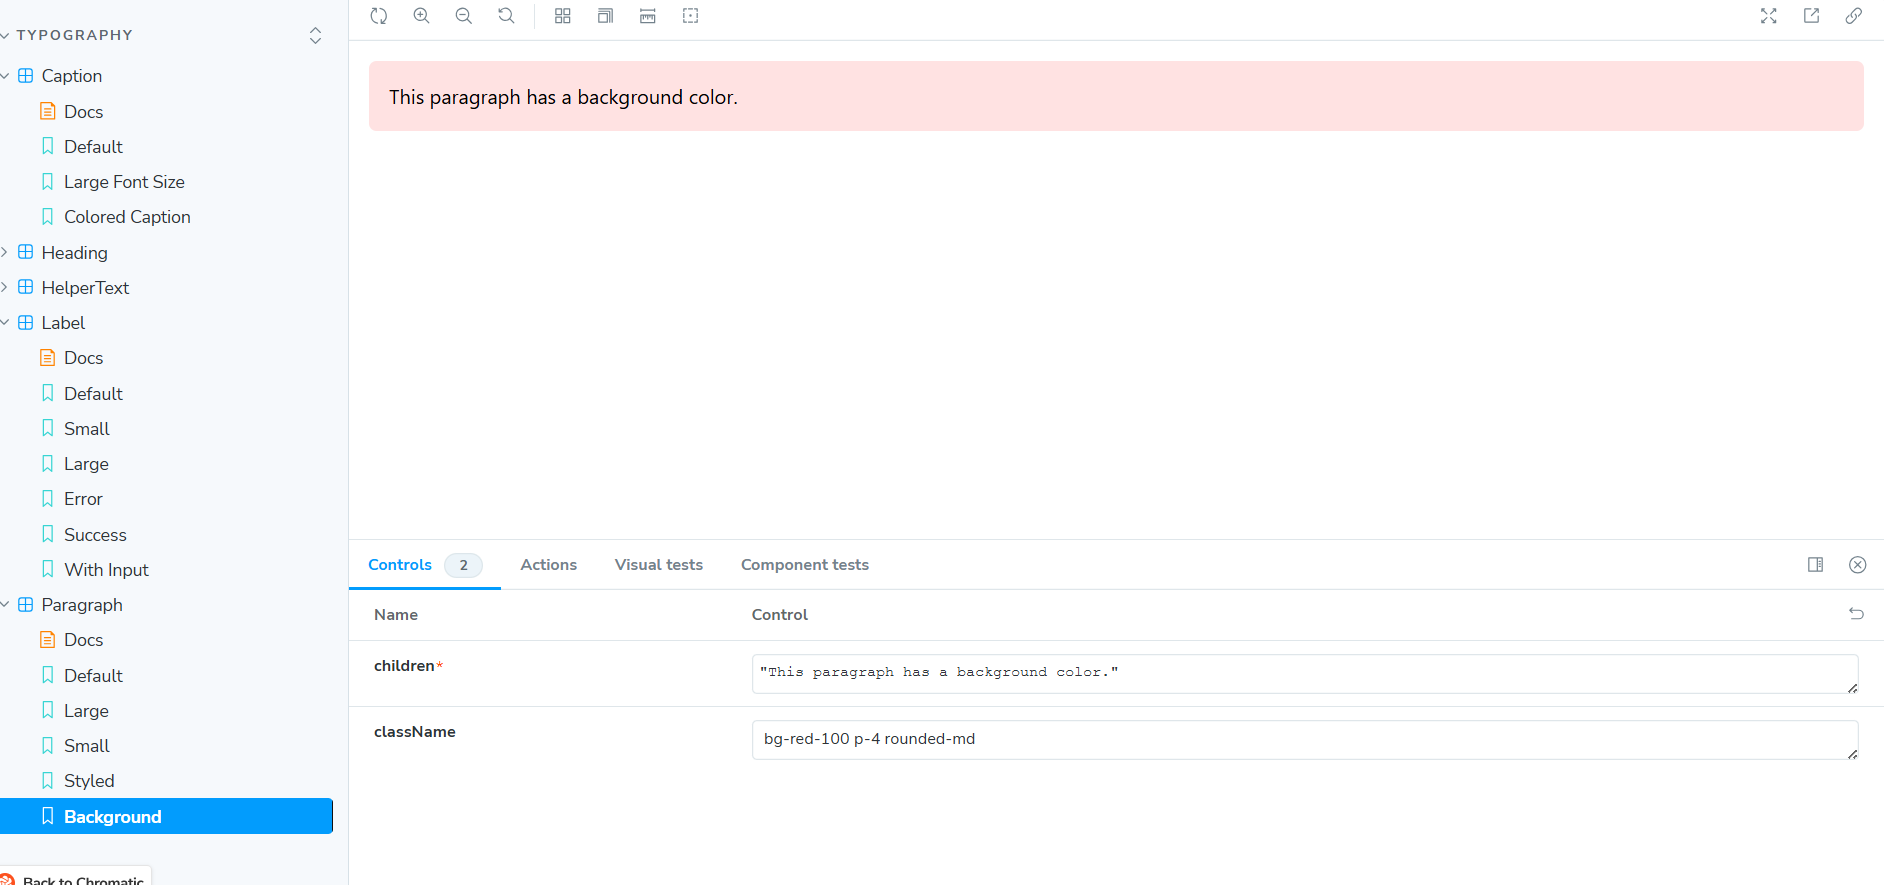 TYPOGRAPHY
Caption
Docs
Default
Large Font Size
Colored Caption
Heading
HelperText
Label
Docs
Default
Small
Large
Error
Success
With Input
Paragraph
Docs
Default
Large
Small
Styled
Background
Back to Chromatic
This paragraph has a background color.
Controls 2 Actions Visual tests Component tests
Name Control
children* "This paragraph has a background color."
className bg-red-100 p-4 rounded-md